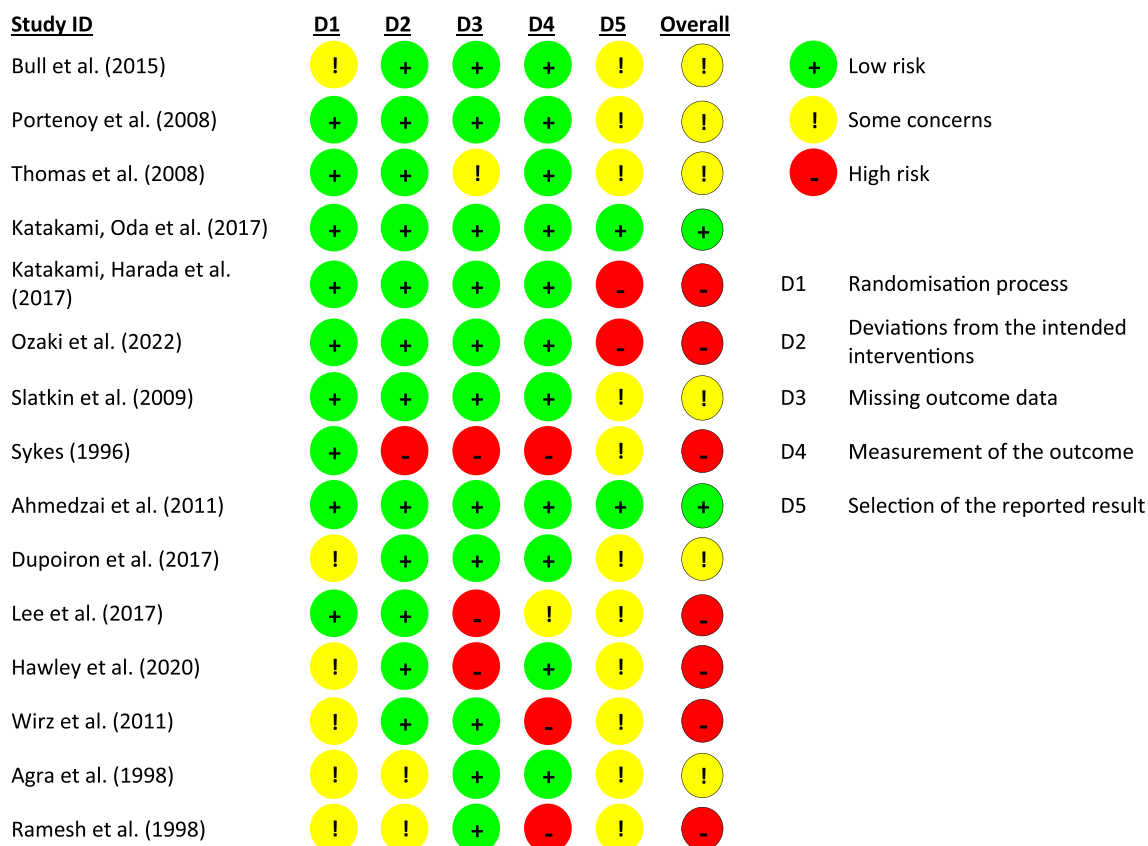 Study ID D1 D2 D3 D4 D5 Overall
Bull et al. (2015) ! + + + ! ! + Low risk
Portenoy et al. (2008) + + + + ! ! ! Some concerns
Thomas et al. (2008) + + ! + ! ! - High risk
Katakami, Oda et al. (2017) + + + + + +
Katakami, Harada et al.
(2017) + + + + - - D1 Randomisation process
Ozaki et al. (2022) + + + + - - D2 Deviations from the intended
interventions
Slatkin et al. (2009) + + + + ! ! D3 Missing outcome data
Sykes (1996) + - - - ! - D4 Measurement of the outcome
Ahmedzai et al. (2011) + + + + + + D5 Selection of the reported result
Dupoiron et al. (2017) ! + + + ! !
Lee et al. (2017) + + - ! ! -
Hawley et al. (2020) ! + - + ! -
Wirz et al. (2011) ! + + - ! -
Agra et al. (1998) ! ! + + ! !
Ramesh et al. (1998) ! ! + - ! -